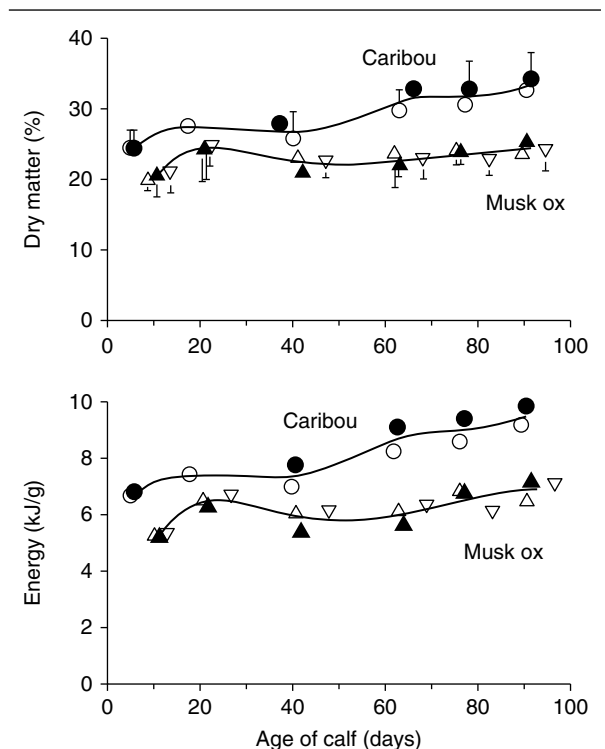 40
Caribou
30
Dry matter (%)
20
Musk ox
10
0
0 20 40 60 80 100
10
Caribou
8
6
Energy (kJ/g)
Musk ox
4
2
0
0 20 40 60 80 100
Age of calf (days)